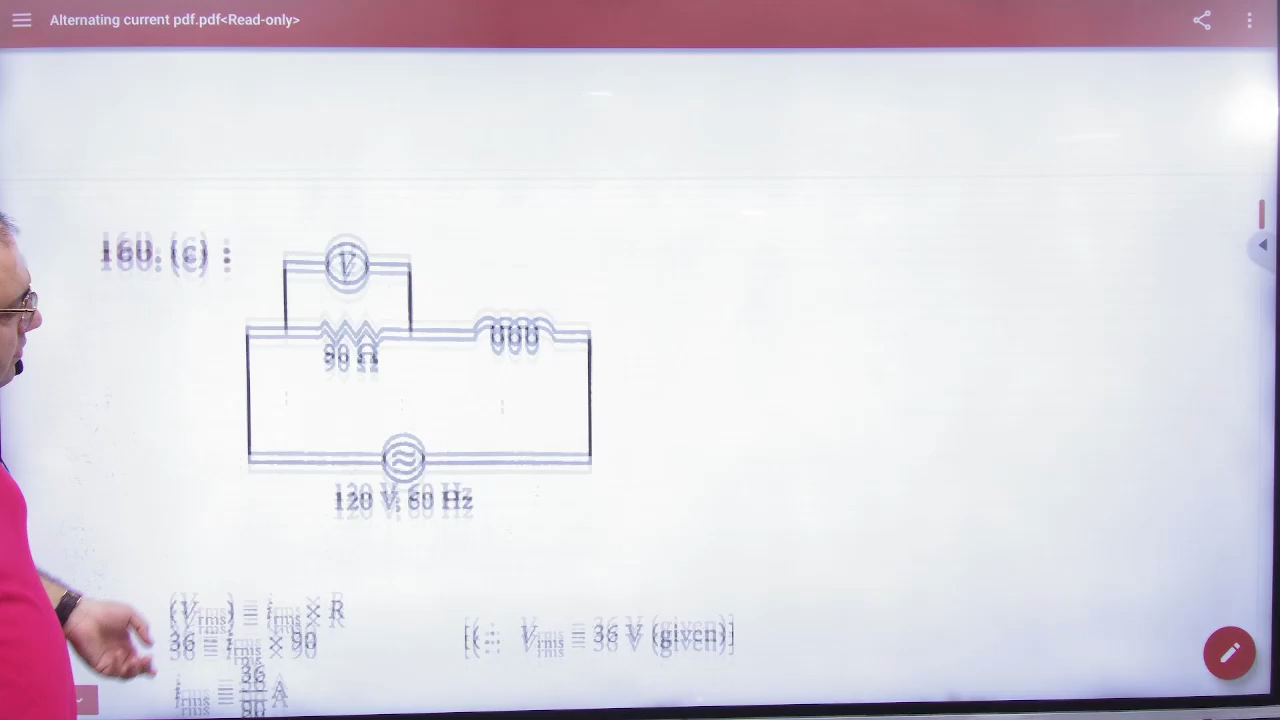 Alternating current pdf.pdf<Read-only>
160. (c) :
V
90 Ω
120 V, 60 Hz
(Vrms) = irms × R
36 = irms × 90 [(∵ Vrms = 36 V (given)]
irms = 36/90 A